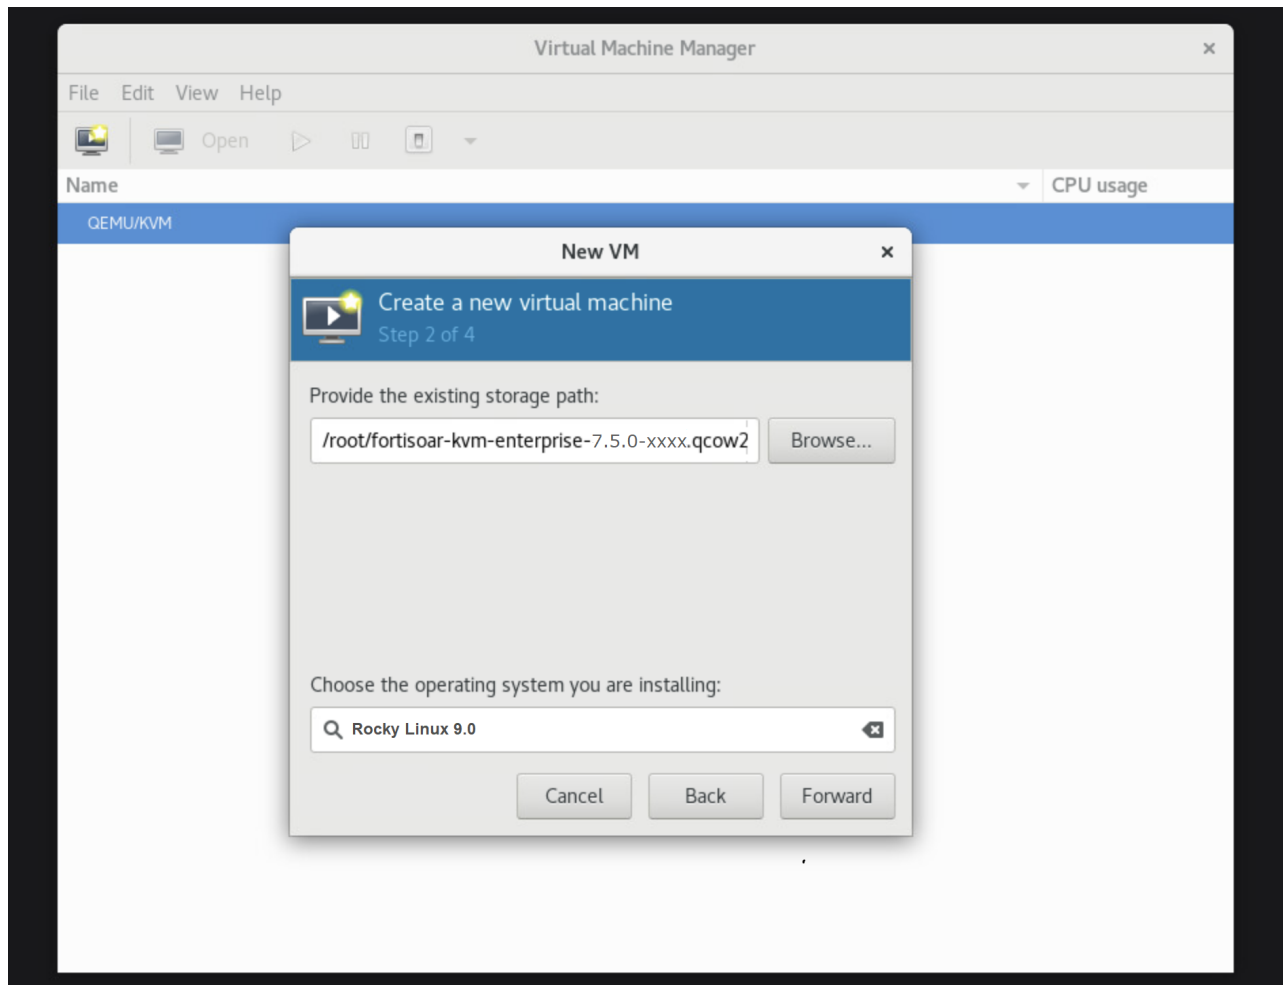 Virtual Machine Manager
File Edit View Help
Open
Name CPU usage
QEMU/KVM
New VM
Create a new virtual machine
Step 2 of 4
Provide the existing storage path:
/root/fortisoar-kvm-enterprise-7.5.0-xxxx.qcow2 Browse...
Choose the operating system you are installing:
Rocky Linux 9.0
Cancel Back Forward